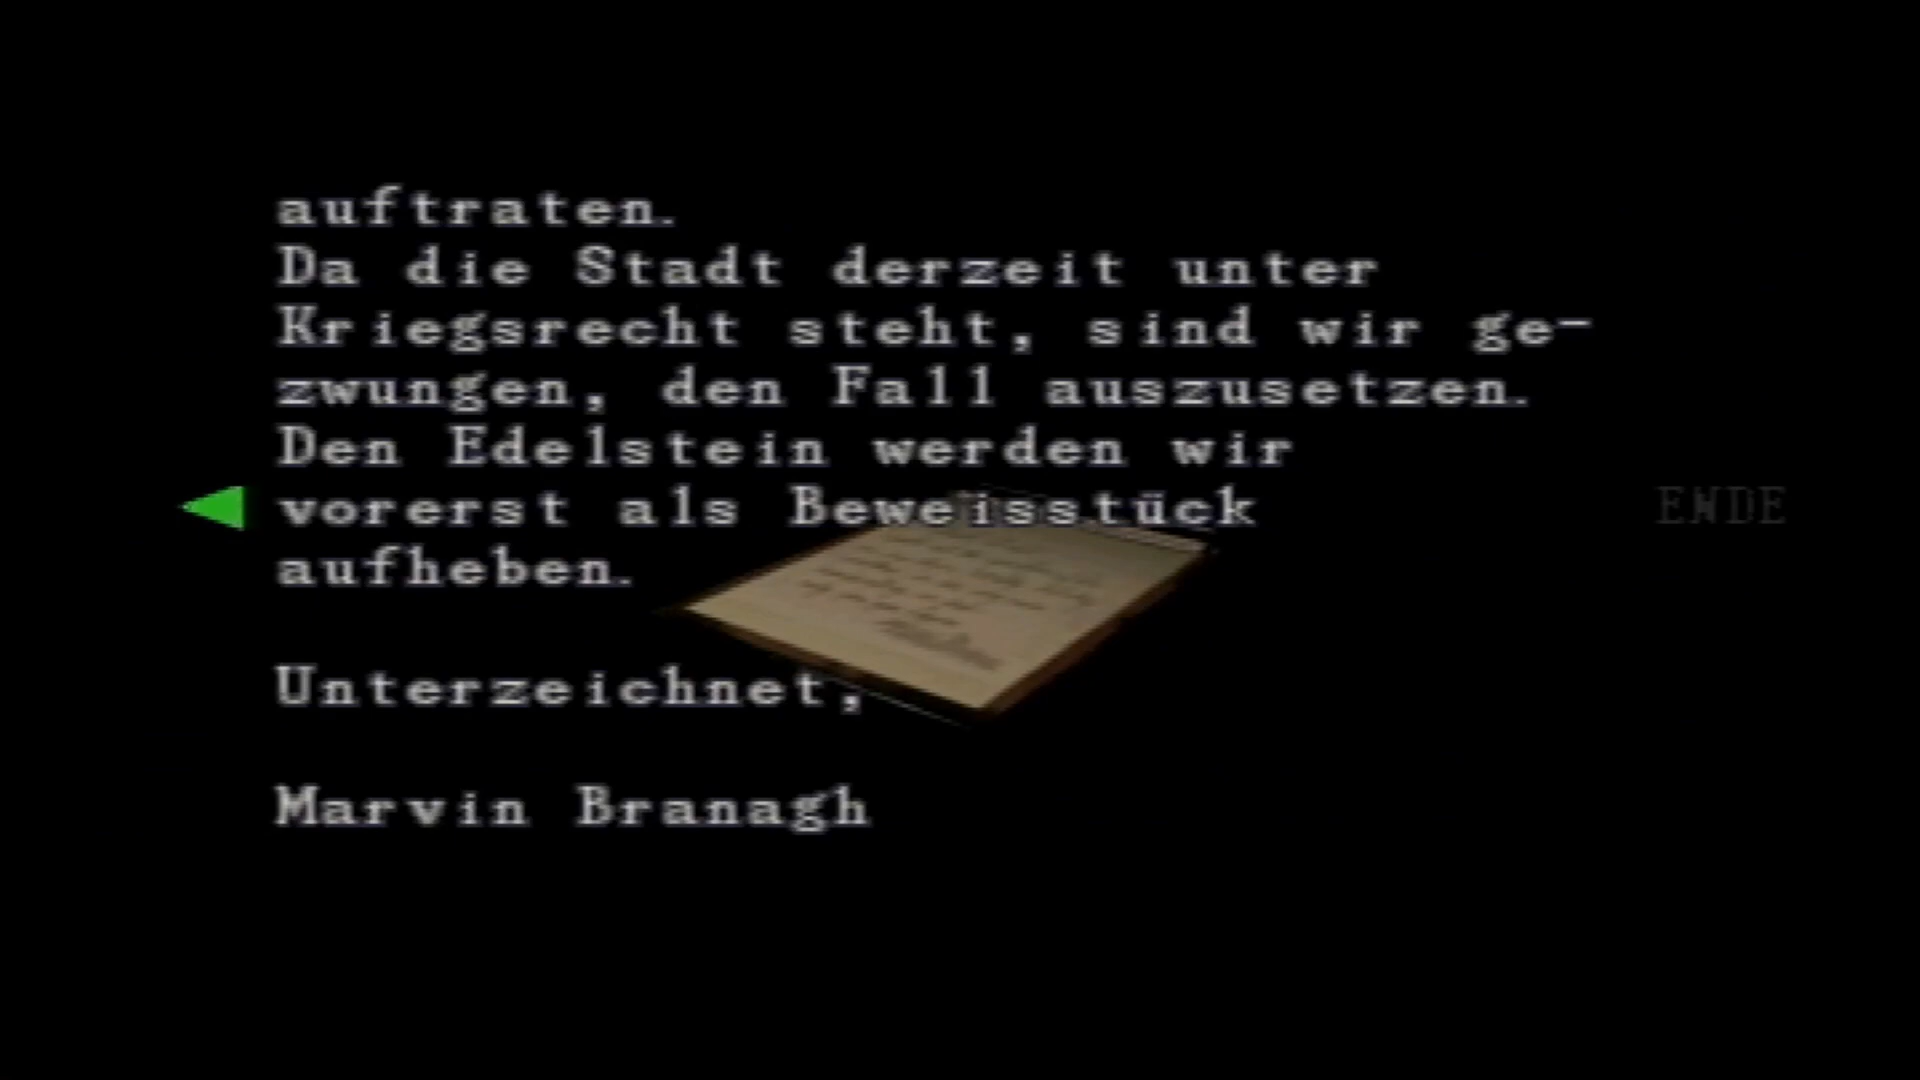 auftraten.
Da die Stadt derzeit unter
Kriegsrecht steht, sind wir ge-
zwungen, den Fall auszusetzen.
Den Edelstein werden wir
vorerst als Beweisstück
aufheben.
Unterzeichnet,
Marvin Branagh
ENDE